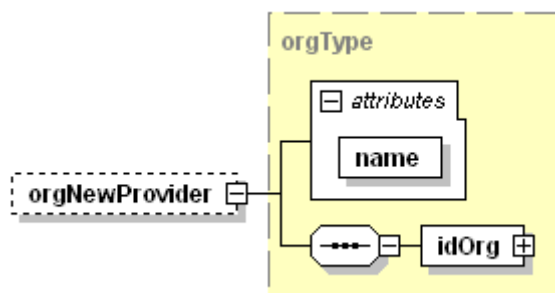 orgType
attributes
name
orgNewProvider
idOrg